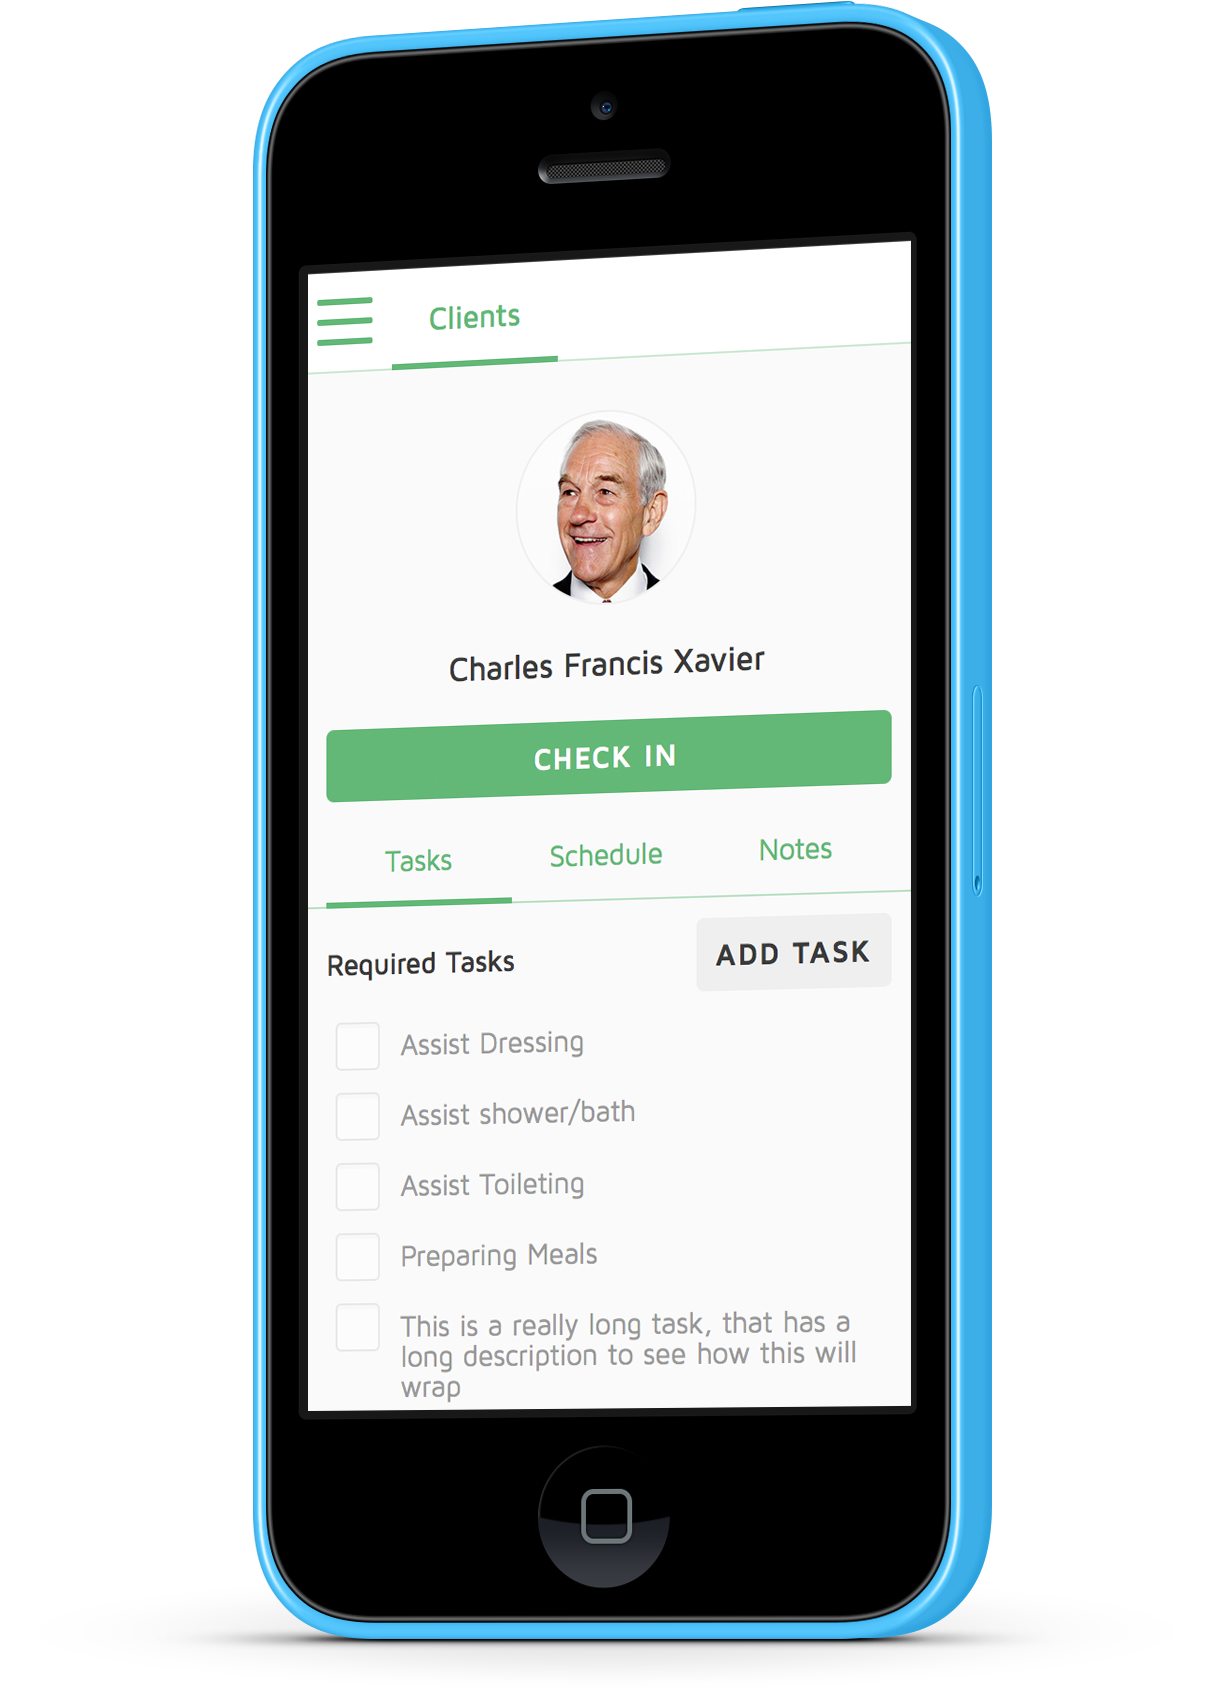 Clients
Charles Francis Xavier
CHECK IN
Tasks Schedule Notes
Required Tasks ADD TASK
Assist Dressing
Assist shower/bath
Assist Toileting
Preparing Meals
This is a really long task, that has a
long description to see how this will
wrap